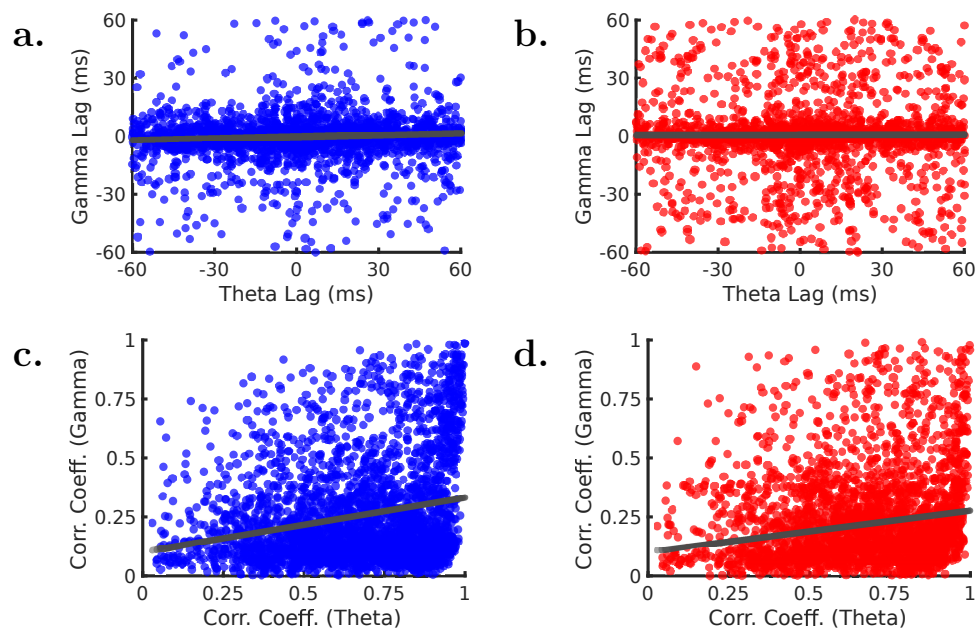 a.
60
30
0
-30
-60
Gamma Lag (ms)
-60 -30 0 30 60
Theta Lag (ms)
b.
60
30
0
-30
-60
Gamma Lag (ms)
-60 -30 0 30 60
Theta Lag (ms)
c.
1
0.75
0.5
0.25
0
Corr. Coeff. (Gamma)
0 0.25 0.5 0.75 1
Corr. Coeff. (Theta)
d.
1
0.75
0.5
0.25
0
Corr. Coeff. (Gamma)
0 0.25 0.5 0.75 1
Corr. Coeff. (Theta)